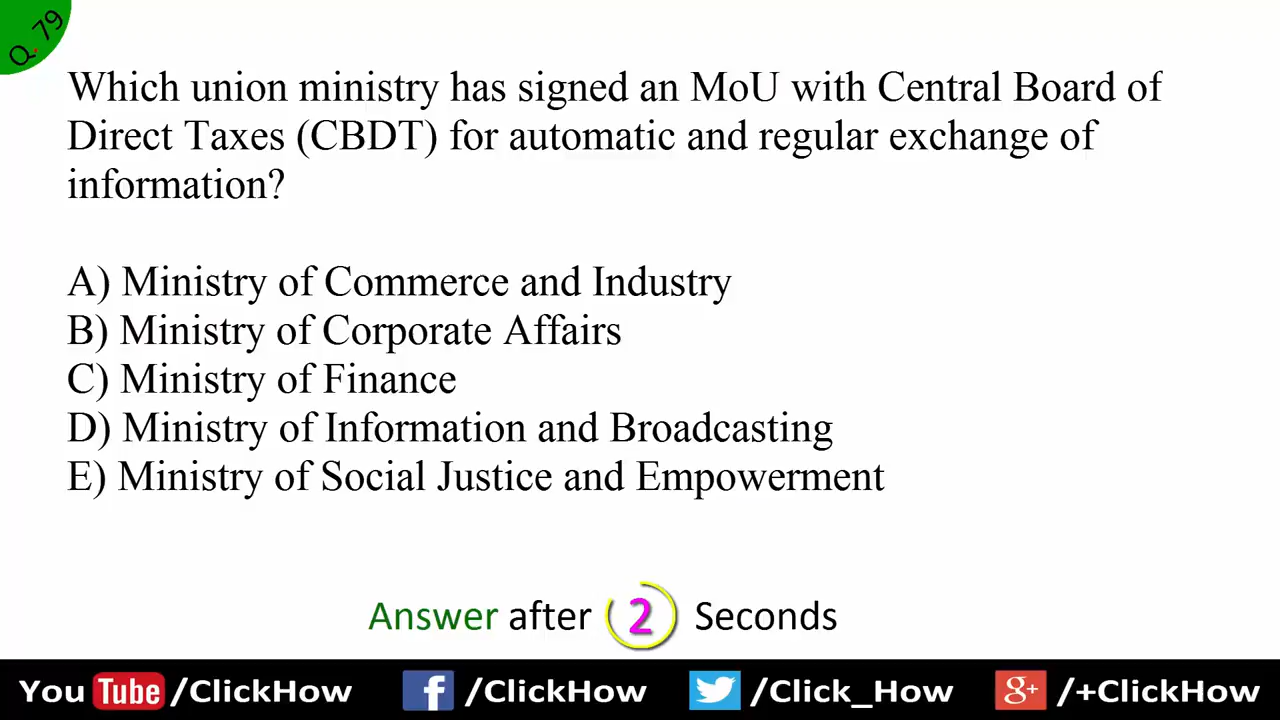 Q.79
Which union ministry has signed an MoU with Central Board of
Direct Taxes (CBDT) for automatic and regular exchange of
information?
A) Ministry of Commerce and Industry
B) Ministry of Corporate Affairs
C) Ministry of Finance
D) Ministry of Information and Broadcasting
E) Ministry of Social Justice and Empowerment
Answer after 2 Seconds
You Tube /ClickHow f /ClickHow /Click_How g+ /+ClickHow